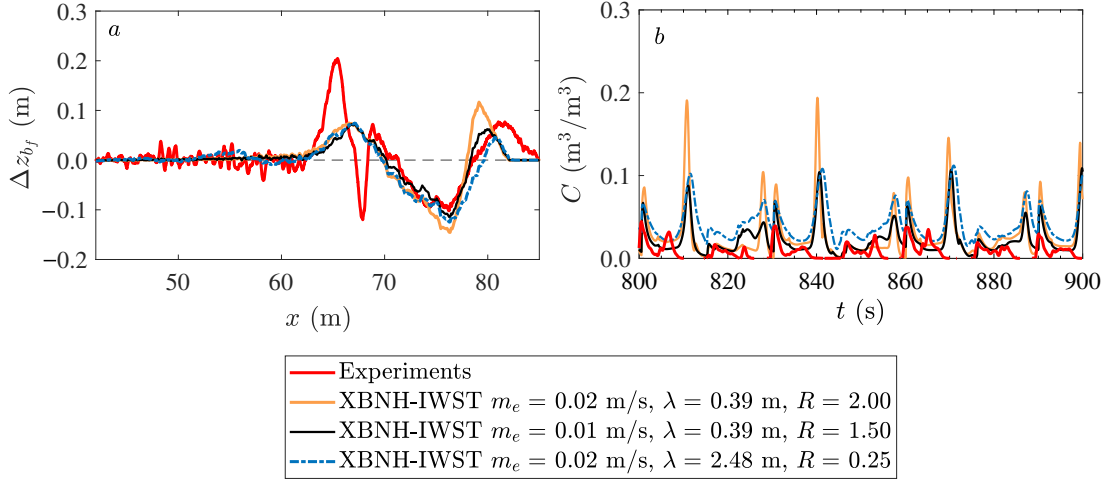 a
0.3
0.2
0.1
0.0
−0.1
−0.2
Δz_{b_f} (m)
50 60 70 80
x (m)
b
0.3
0.2
0.1
0.0
C (m³/m³)
800 820 840 860 880 900
t (s)
Experiments
XBNH-IWST m_e = 0.02 m/s, λ = 0.39 m, R = 2.00
XBNH-IWST m_e = 0.01 m/s, λ = 0.39 m, R = 1.50
XBNH-IWST m_e = 0.02 m/s, λ = 2.48 m, R = 0.25